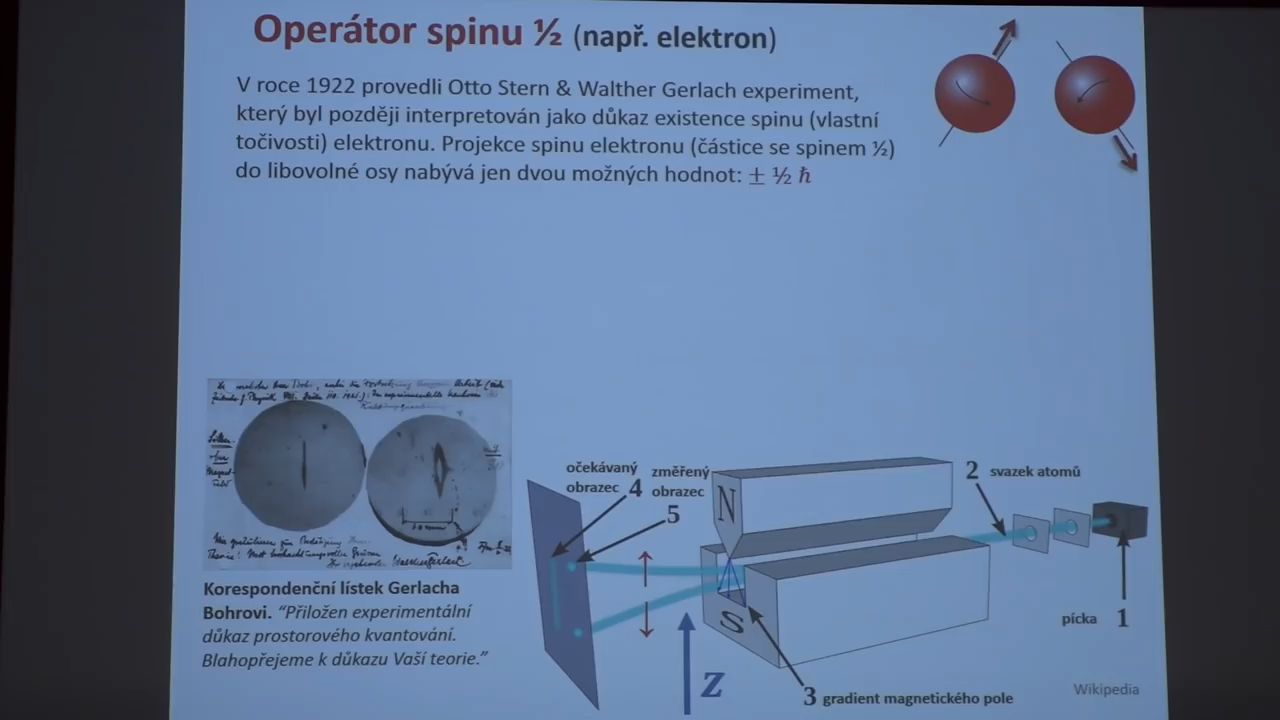 Operátor spinu ½ (např. elektron)
V roce 1922 provedli Otto Stern & Walther Gerlach experiment,
který byl později interpretován jako důkaz existence spinu (vlastní
točivosti) elektronu. Projekce spinu elektronu (částice se spinem ½)
do libovolné osy nabývá jen dvou možných hodnot: ± ½ ℏ
Korespondenční lístek Gerlacha
Bohrovi. “Přiložen experimentální
důkaz prostorového kvantování.
Blahopřejeme k důkazu Vaší teorie.”
očekávaný
obrazec 4
změřený
obrazec
5
N
S
2 svazek atomů
pícka 1
3 gradient magnetického pole
Z
Wikipedia